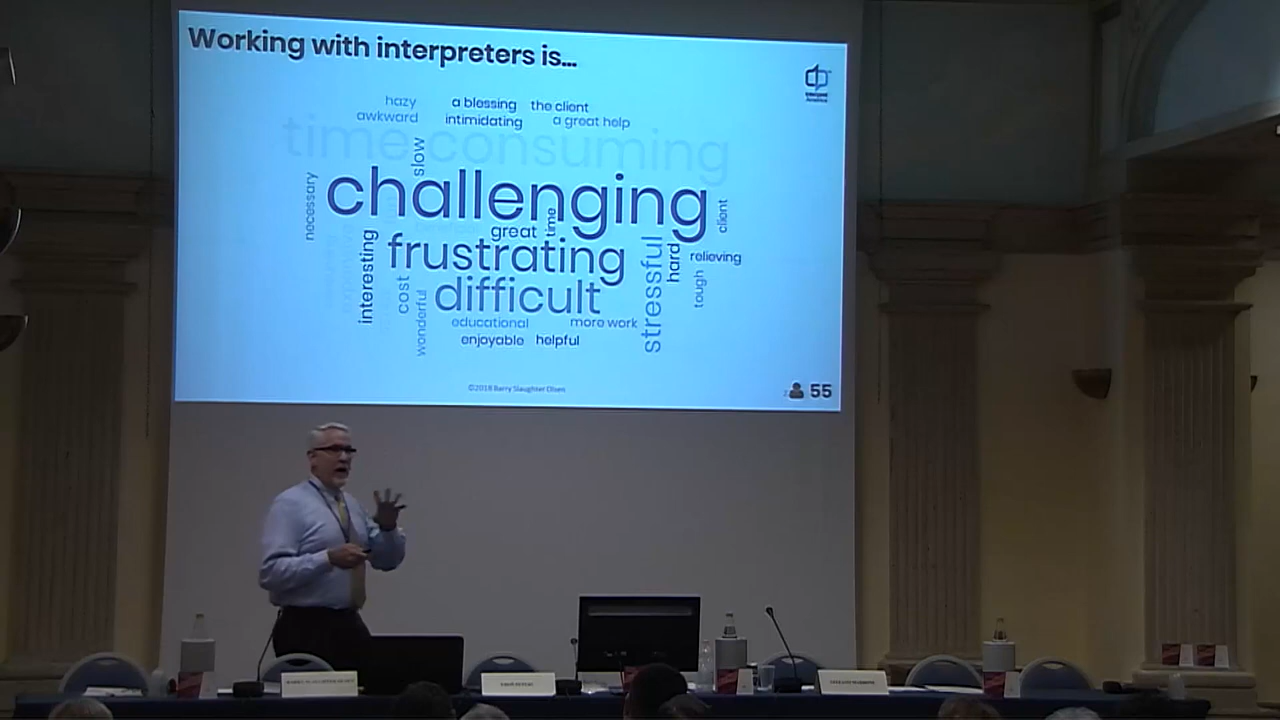 Working with interpreters is...
hazy
a blessing
the client
awkward
intimidating
a great help
time consuming
slow
challenging
necessary
client
great
time
frustrating
interesting
stressful
hard
relieving
tough
cost
difficult
wonderful
educational
more work
enjoyable
helpful
©2019 Barry Slaughter Olsen
55